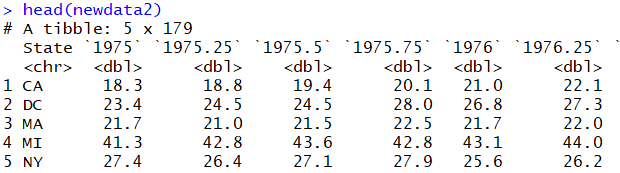 > head(newdata2)
# A tibble: 5 x 179
State `1975` `1975.25` `1975.5` `1975.75` `1976` `1976.25` `
<chr> <dbl> <dbl> <dbl> <dbl> <dbl> <dbl>
1 CA 18.3 18.8 19.4 20.1 21.0 22.1
2 DC 23.4 24.5 24.5 28.0 26.8 27.3
3 MA 21.7 21.0 21.5 22.5 21.7 22.0
4 MI 41.3 42.8 43.6 42.8 43.1 44.0
5 NY 27.4 26.4 27.1 27.9 25.6 26.2